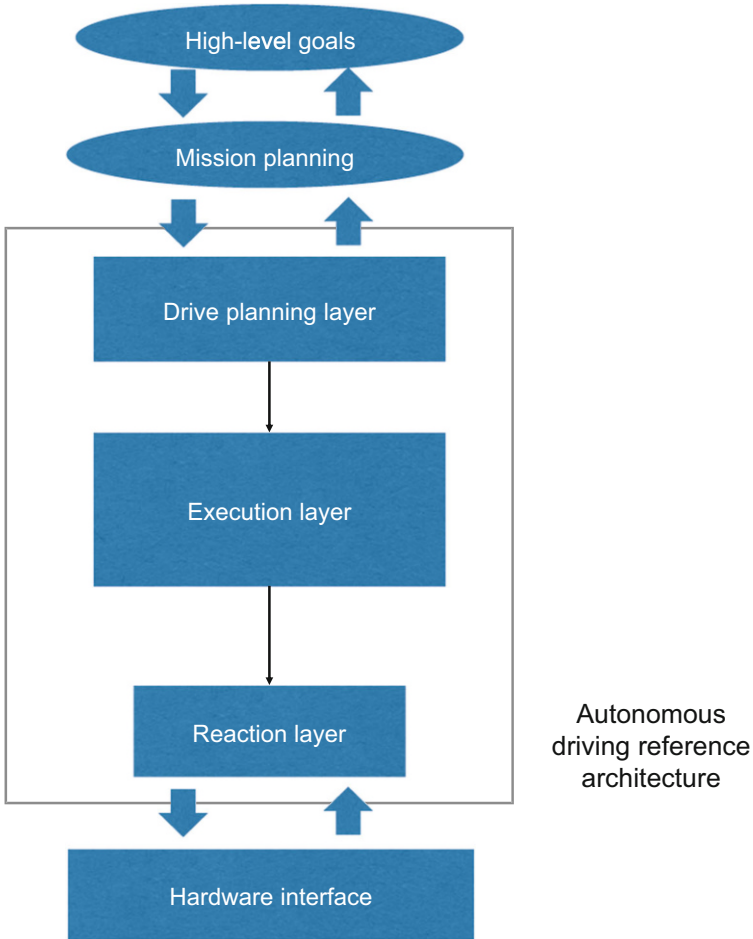 High-level goals
Mission planning
Drive planning layer
Execution layer
Reaction layer
Autonomous
driving reference
architecture
Hardware interface